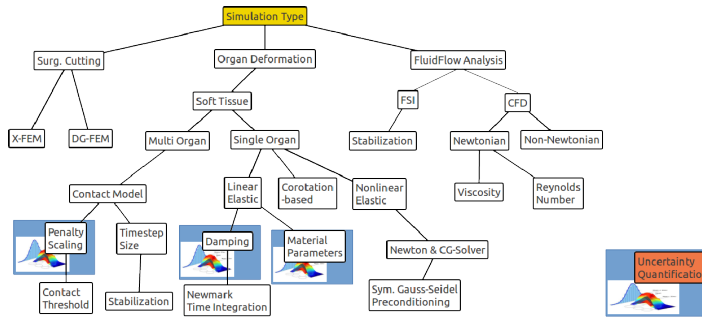 Simulation Type
Surg. Cutting
Organ Deformation
FluidFlow Analysis
Soft Tissue
FSI
CFD
X-FEM
DG-FEM
Multi Organ
Single Organ
Stabilization
Newtonian
Non-Newtonian
Contact Model
Linear
Elastic
Corotation
-based
Nonlinear
Elastic
Viscosity
Reynolds
Number
Penalty
Scaling
Timestep
Size
Damping
Material
Parameters
Newton & CG-Solver
Uncertainty
Quantificatio
Contact
Threshold
Stabilization
Newmark
Time Integration
Sym. Gauss-Seidel
Preconditioning